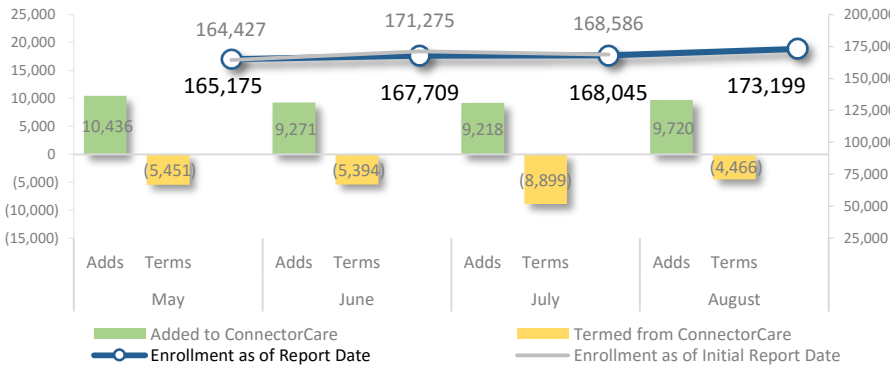 25,000
20,000
15,000
10,000
5,000
0
(5,000)
(10,000)
(15,000)
200,000
175,000
150,000
125,000
100,000
75,000
50,000
25,000
164,427 171,275 168,586
165,175 167,709 168,045 173,199
10,436 9,271 9,218 9,720
(5,451) (5,394) (8,899) (4,466)
Adds Terms Adds Terms Adds Terms Adds Terms
May June July August
Added to ConnectorCare Termed from ConnectorCare
Enrollment as of Report Date Enrollment as of Initial Report Date